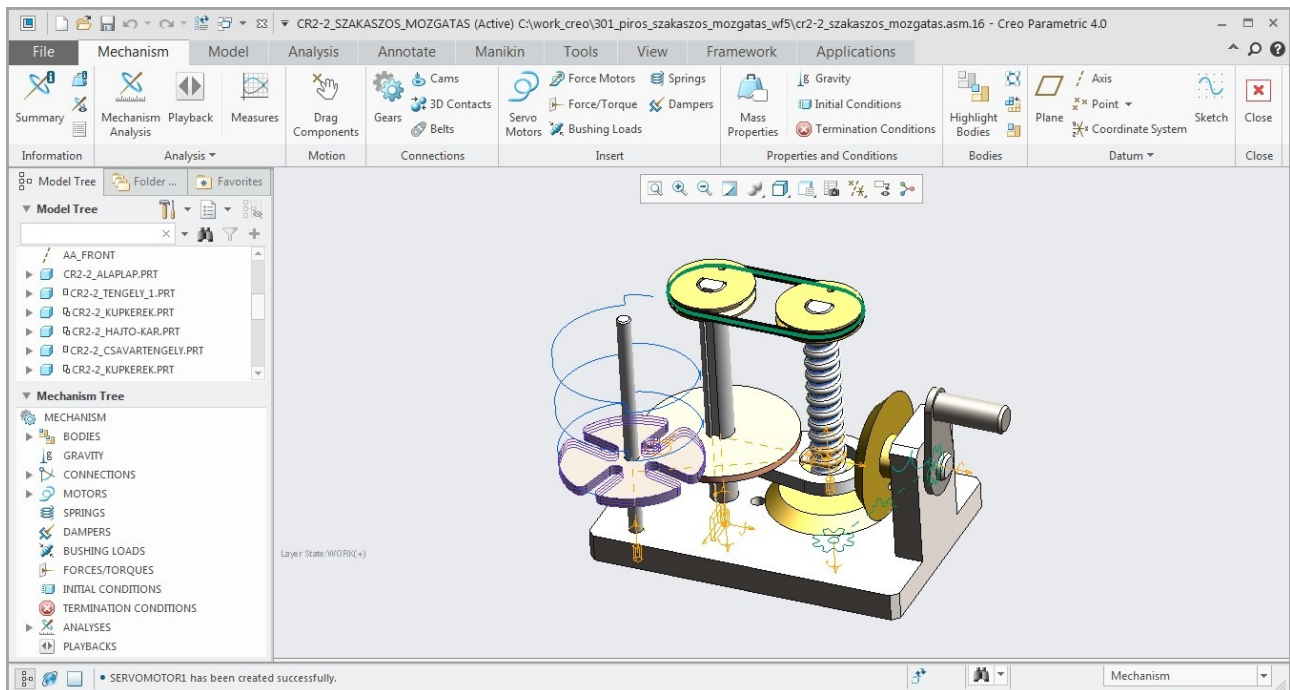 CR2-2_SZAKASZOS_MOZGATAS (Active) C:\work_creo\301_piros_szakaszos_mozgatas_wf5\cr2-2_szakaszos_mozgatas.asm.16 - Creo Parametric 4.0
File Mechanism Model Analysis Annotate Manikin Tools View Framework Applications
Summary
Mechanism Analysis
Playback
Measures
Drag Components
Gears
Cams
3D Contacts
Belts
Servo Motors
Force Motors
Force/Torque
Bushing Loads
Springs
Dampers
Mass Properties
Gravity
Initial Conditions
Termination Conditions
Highlight Bodies
Plane
Axis
Point
Coordinate System
Sketch
Close
Information Analysis Motion Connections Insert Properties and Conditions Bodies Datum Close
Model Tree Folder ... Favorites
Model Tree
AA_FRONT
CR2-2_ALAPLAP.PRT
CR2-2_TENGELY_1.PRT
CR2-2_KUPKEREK.PRT
CR2-2_HAJTO-KAR.PRT
CR2-2_CSAVARTENGELY.PRT
CR2-2_KUPKEREK.PRT
Mechanism Tree
MECHANISM
BODIES
GRAVITY
CONNECTIONS
MOTORS
SPRINGS
DAMPERS
BUSHING LOADS
FORCES/TORQUES
INITIAL CONDITIONS
TERMINATION CONDITIONS
ANALYSES
PLAYBACKS
Layer State:WORK(+)
• SERVOMOTOR1 has been created successfully.
Mechanism